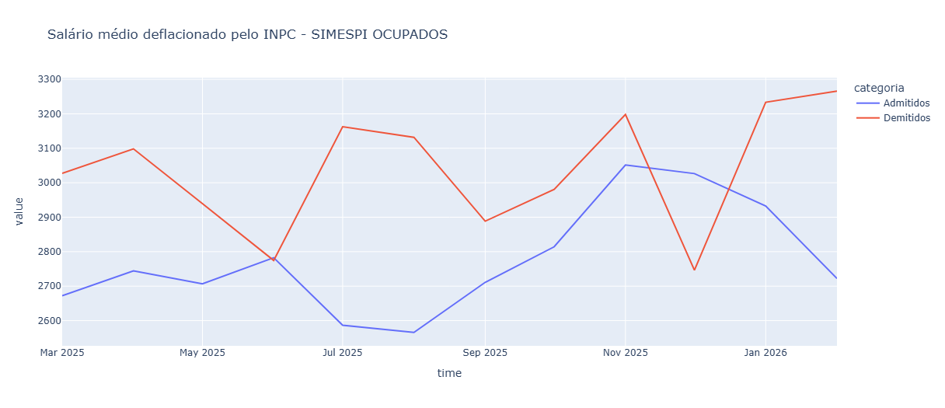 Salário médio deflacionado pelo INPC - SIMESPI OCUPADOS
categoria
Admitidos
Demitidos
3300
3200
3100
3000
2900
2800
2700
2600
value
Mar 2025
May 2025
Jul 2025
Sep 2025
Nov 2025
Jan 2026
time